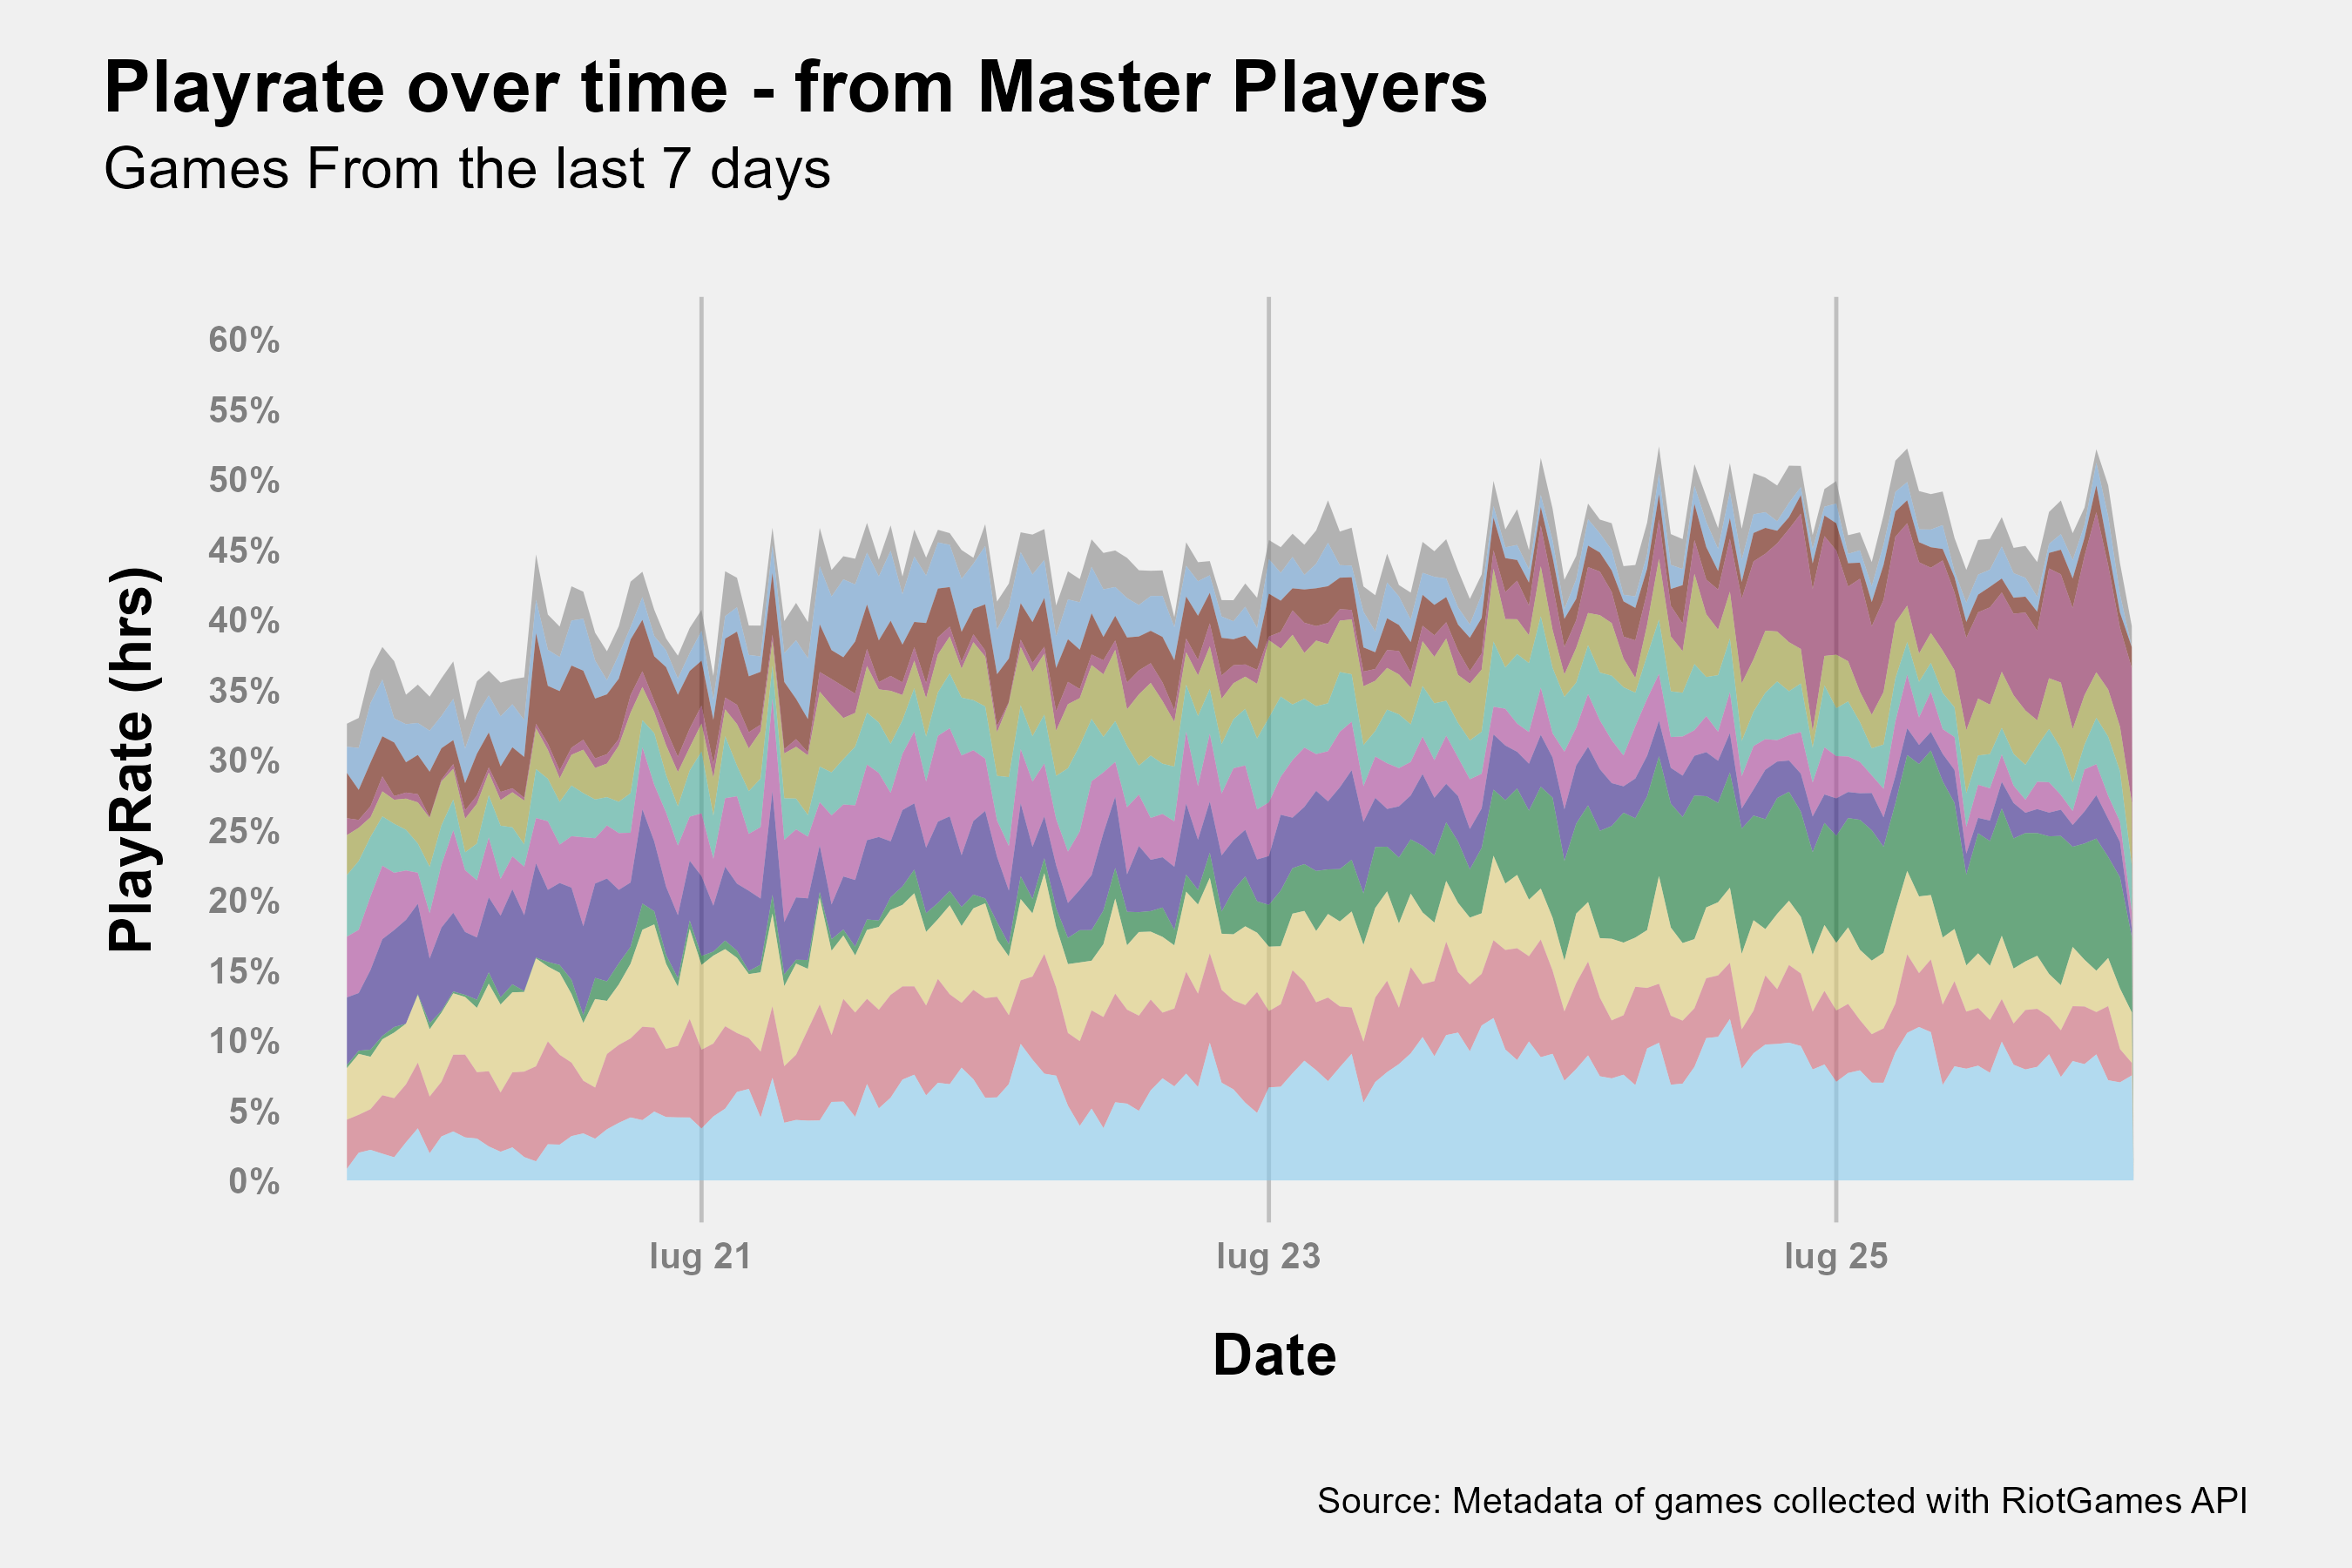 Playrate over time - from Master Players
Games From the last 7 days
PlayRate (hrs)
60%
55%
50%
45%
40%
35%
30%
25%
20%
15%
10%
5%
0%
lug 21
lug 23
lug 25
Date
Source: Metadata of games collected with RiotGames API